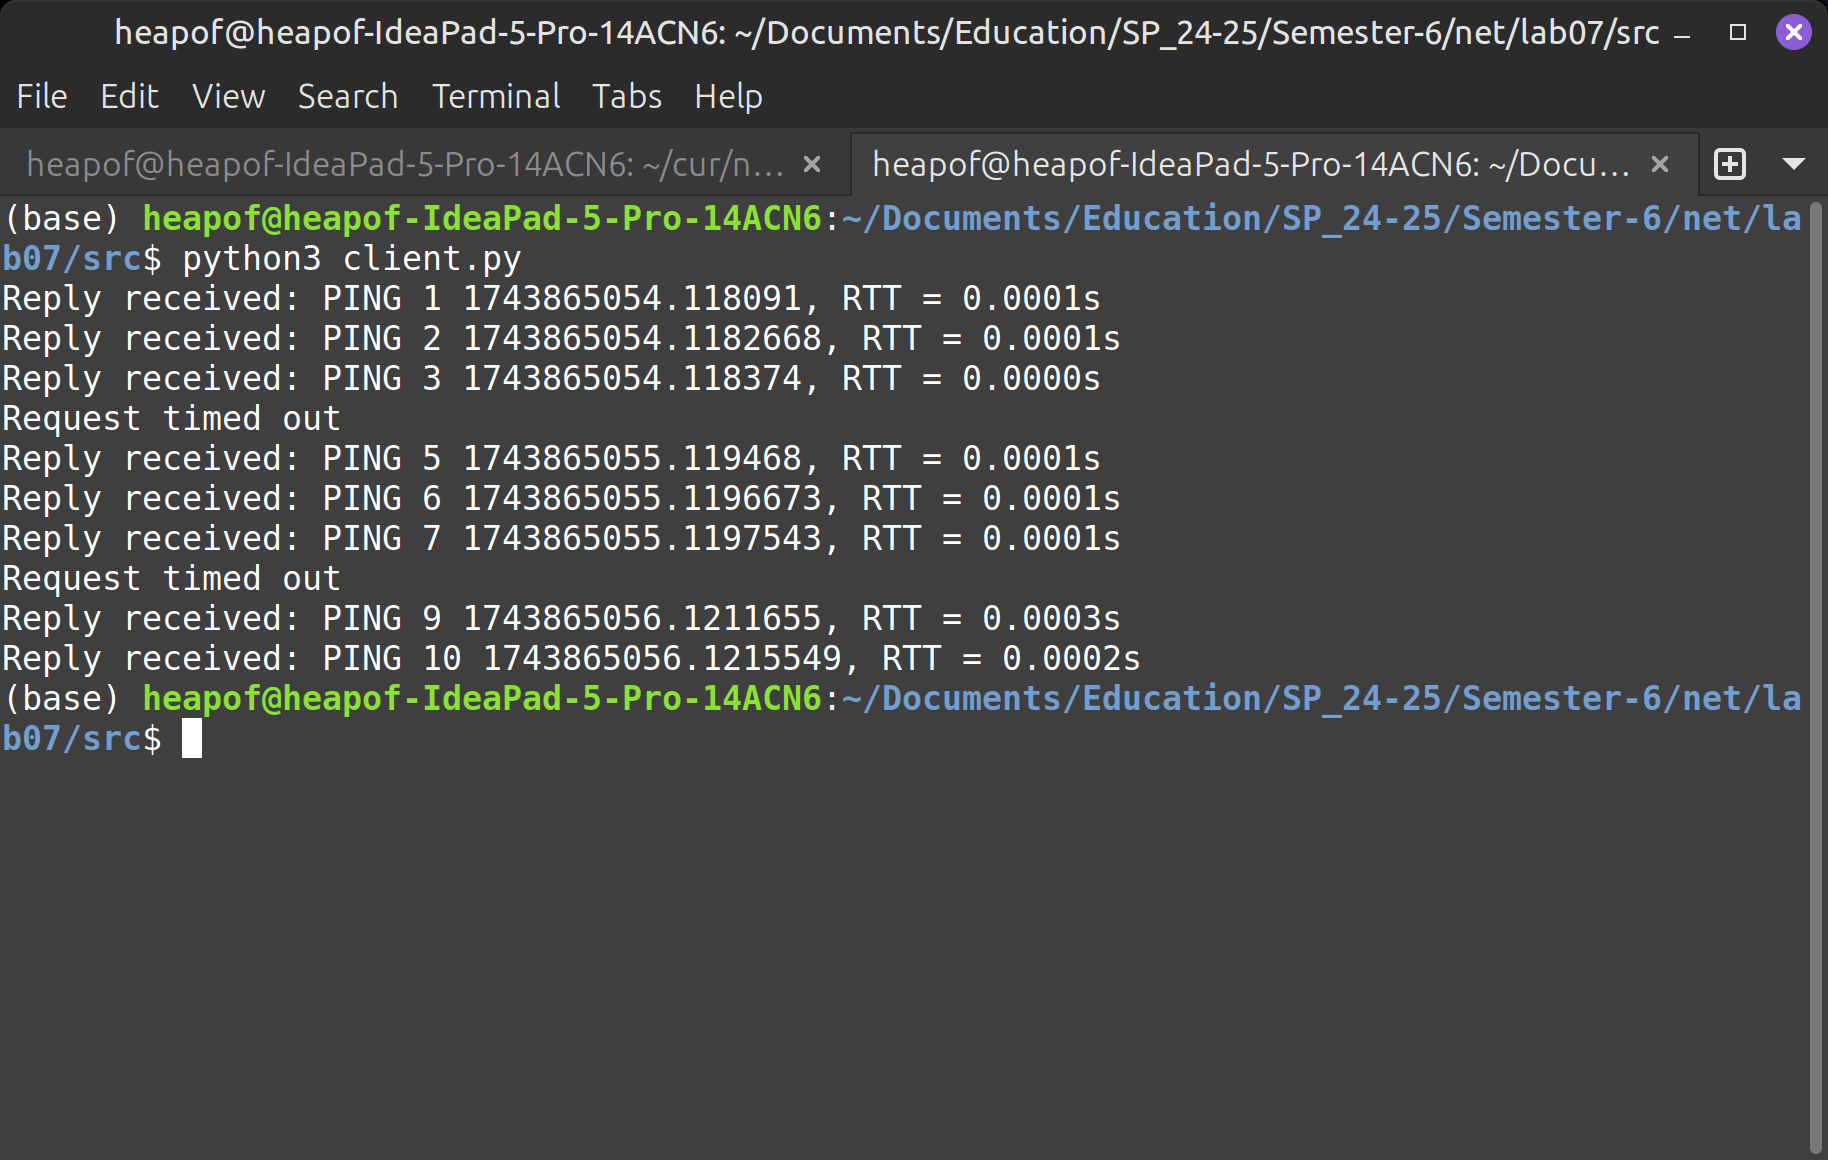 heapof@heapof-IdeaPad-5-Pro-14ACN6: ~/Documents/Education/SP_24-25/Semester-6/net/lab07/src
File Edit View Search Terminal Tabs Help
heapof@heapof-IdeaPad-5-Pro-14ACN6: ~/cur/n... heapof@heapof-IdeaPad-5-Pro-14ACN6: ~/Docu...
(base) heapof@heapof-IdeaPad-5-Pro-14ACN6:~/Documents/Education/SP_24-25/Semester-6/net/la
b07/src$ python3 client.py
Reply received: PING 1 1743865054.118091, RTT = 0.0001s
Reply received: PING 2 1743865054.1182668, RTT = 0.0001s
Reply received: PING 3 1743865054.118374, RTT = 0.0000s
Request timed out
Reply received: PING 5 1743865055.119468, RTT = 0.0001s
Reply received: PING 6 1743865055.1196673, RTT = 0.0001s
Reply received: PING 7 1743865055.1197543, RTT = 0.0001s
Request timed out
Reply received: PING 9 1743865056.1211655, RTT = 0.0003s
Reply received: PING 10 1743865056.1215549, RTT = 0.0002s
(base) heapof@heapof-IdeaPad-5-Pro-14ACN6:~/Documents/Education/SP_24-25/Semester-6/net/la
b07/src$